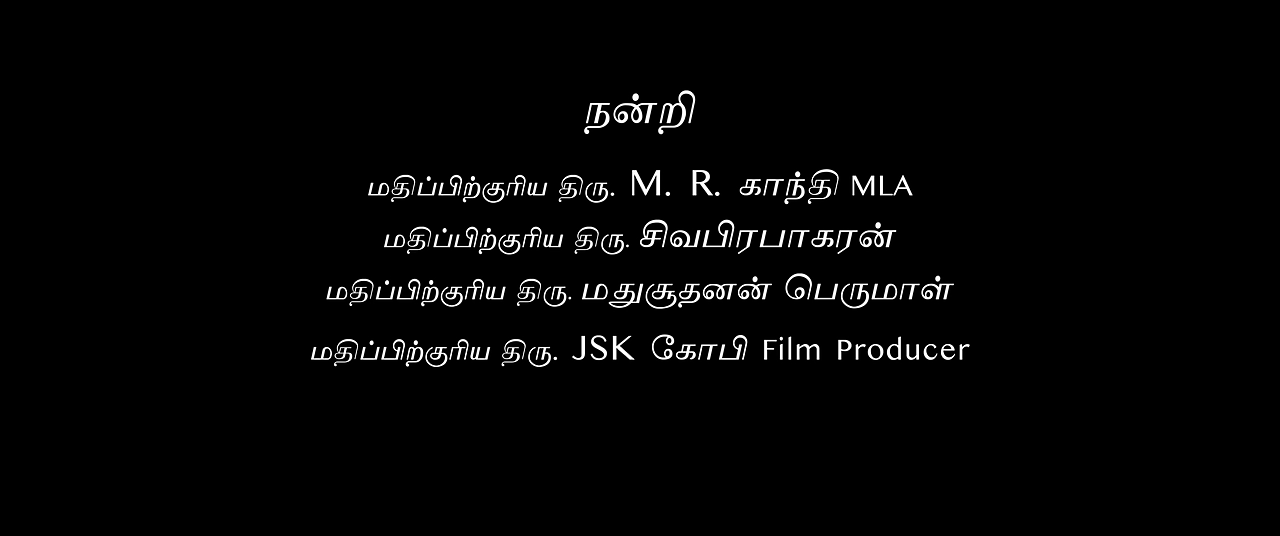 நன்றி
மதிப்பிற்குரிய திரு. M. R. காந்தி MLA
மதிப்பிற்குரிய திரு. சிவபிரபாகரன்
மதிப்பிற்குரிய திரு. மதுசூதனன் பெருமாள்
மதிப்பிற்குரிய திரு. JSK கோபி Film Producer